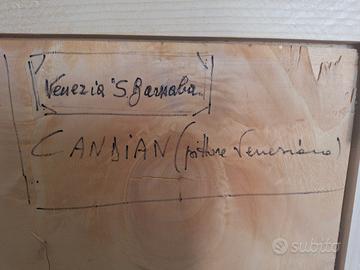 Venezia "S. Barnaba"
CANDIAN (pittore Veneziano)
subito